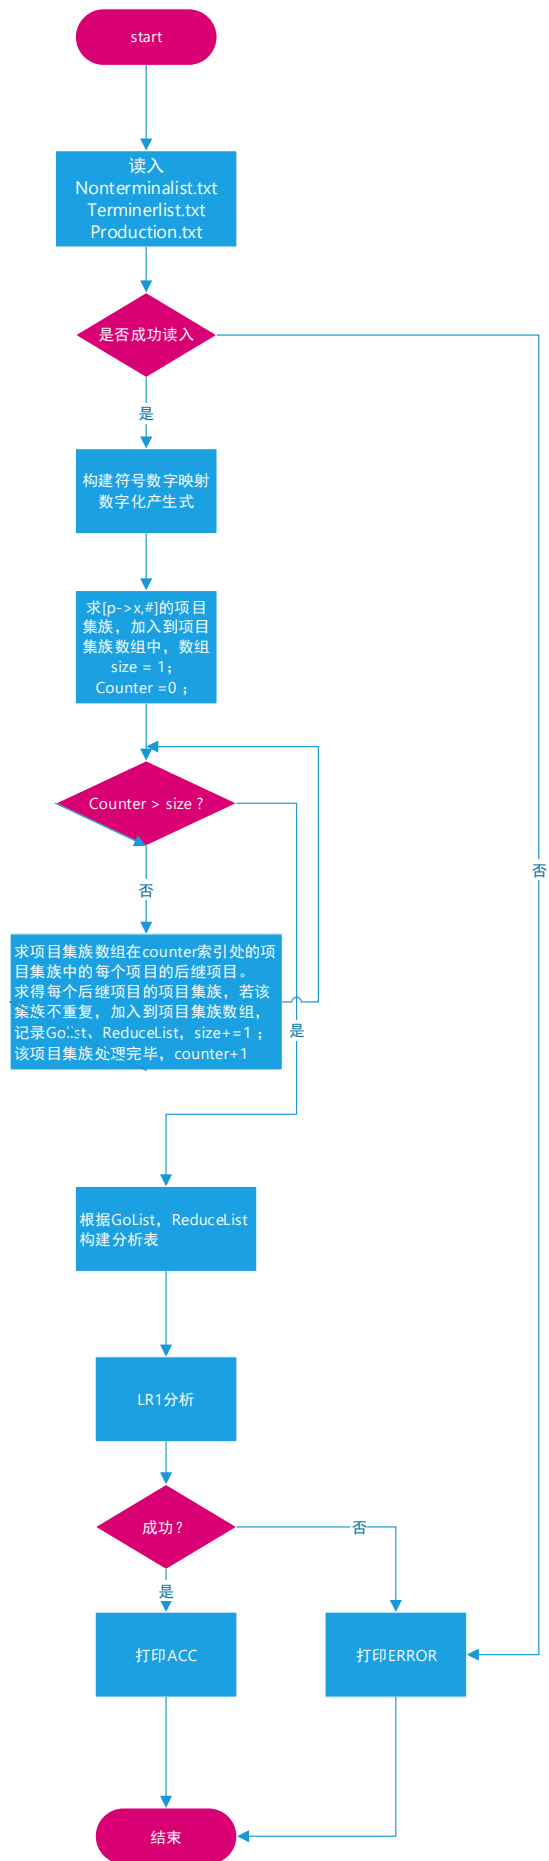 start
读入
Nonterminalist.txt
Terminerlist.txt
Production.txt
是否成功读入
是
构建符号数字映射
数字化产生式
求[p->x,#]的项目
集族，加入到项目
集族数组中，数组
size = 1；
Counter =0；
Counter > size？
否
否
求项目集族数组在counter索引处的项
目集族中的每个项目的后继项目。
求得每个后继项目的项目集族，若该
集族不重复，加入到项目集族数组，
记录Golist、ReduceList，size+=1；
该项目集族处理完毕，counter+1
是
根据GoList，ReduceList
构建分析表
LR1分析
成功？
否
是
打印ACC
打印ERROR
结束